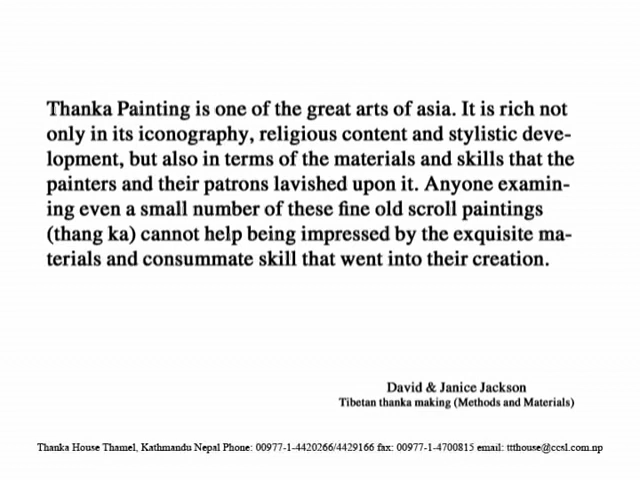 Thanka Painting is one of the great arts of asia. It is rich not
only in its iconography, religious content and stylistic deve-
lopment, but also in terms of the materials and skills that the
painters and their patrons lavished upon it. Anyone examin-
ing even a small number of these fine old scroll paintings
(thang ka) cannot help being impressed by the exquisite ma-
terials and consummate skill that went into their creation.
David & Janice Jackson
Tibetan thanka making (Methods and Materials)
Thanka House Thamel, Kathmandu Nepal Phone: 00977-1-4420266/4429166 fax: 00977-1-4700815 email: ttthouse@ccsl.com.np